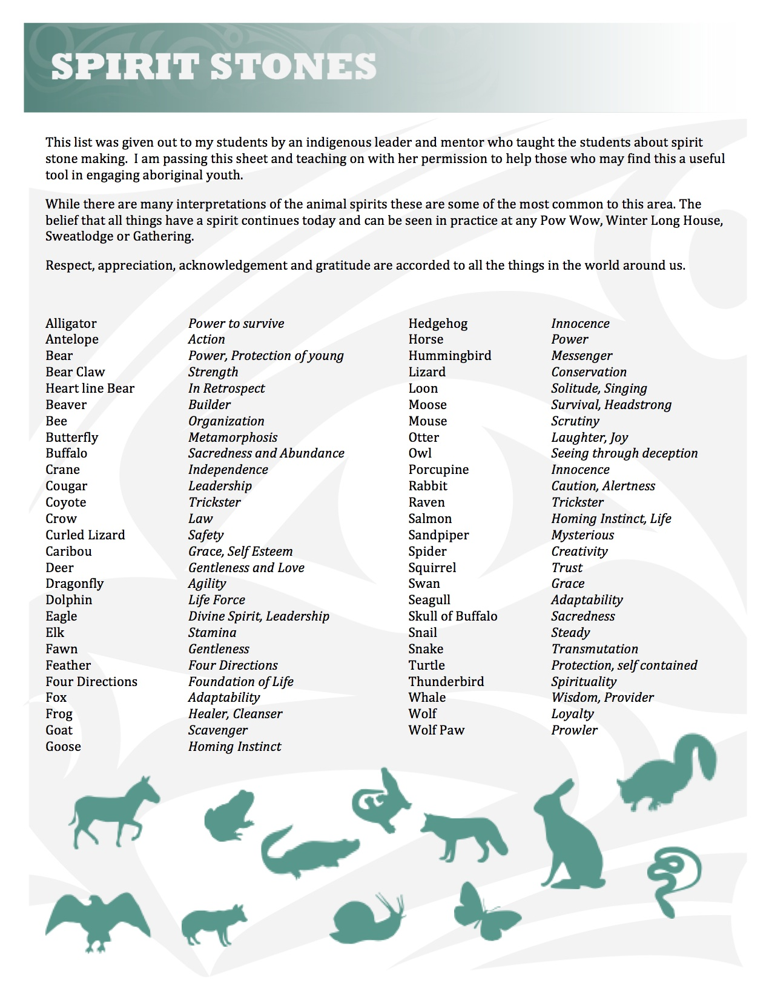 SPIRIT STONES
This list was given out to my students by an indigenous leader and mentor who taught the students about spirit
stone making.  I am passing this sheet and teaching on with her permission to help those who may find this a useful
tool in engaging aboriginal youth.
While there are many interpretations of the animal spirits these are some of the most common to this area. The
belief that all things have a spirit continues today and can be seen in practice at any Pow Wow, Winter Long House,
Sweatlodge or Gathering.
Respect, appreciation, acknowledgement and gratitude are accorded to all the things in the world around us.
Alligator Power to survive
Antelope Action
Bear Power, Protection of young
Bear Claw Strength
Heart line Bear In Retrospect
Beaver Builder
Bee Organization
Butterfly Metamorphosis
Buffalo Sacredness and Abundance
Crane Independence
Cougar Leadership
Coyote Trickster
Crow Law
Curled Lizard Safety
Caribou Grace, Self Esteem
Deer Gentleness and Love
Dragonfly Agility
Dolphin Life Force
Eagle Divine Spirit, Leadership
Elk Stamina
Fawn Gentleness
Feather Four Directions
Four Directions Foundation of Life
Fox Adaptability
Frog Healer, Cleanser
Goat Scavenger
Goose Homing Instinct
Hedgehog Innocence
Horse Power
Hummingbird Messenger
Lizard Conservation
Loon Solitude, Singing
Moose Survival, Headstrong
Mouse Scrutiny
Otter Laughter, Joy
Owl Seeing through deception
Porcupine Innocence
Rabbit Caution, Alertness
Raven Trickster
Salmon Homing Instinct, Life
Sandpiper Mysterious
Spider Creativity
Squirrel Trust
Swan Grace
Seagull Adaptability
Skull of Buffalo Sacredness
Snail Steady
Snake Transmutation
Turtle Protection, self contained
Thunderbird Spirituality
Whale Wisdom, Provider
Wolf Loyalty
Wolf Paw Prowler